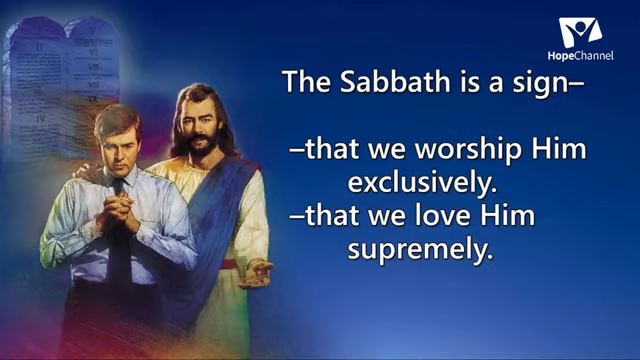 HopeChannel
The Sabbath is a sign–
–that we worship Him
exclusively.
–that we love Him
supremely.